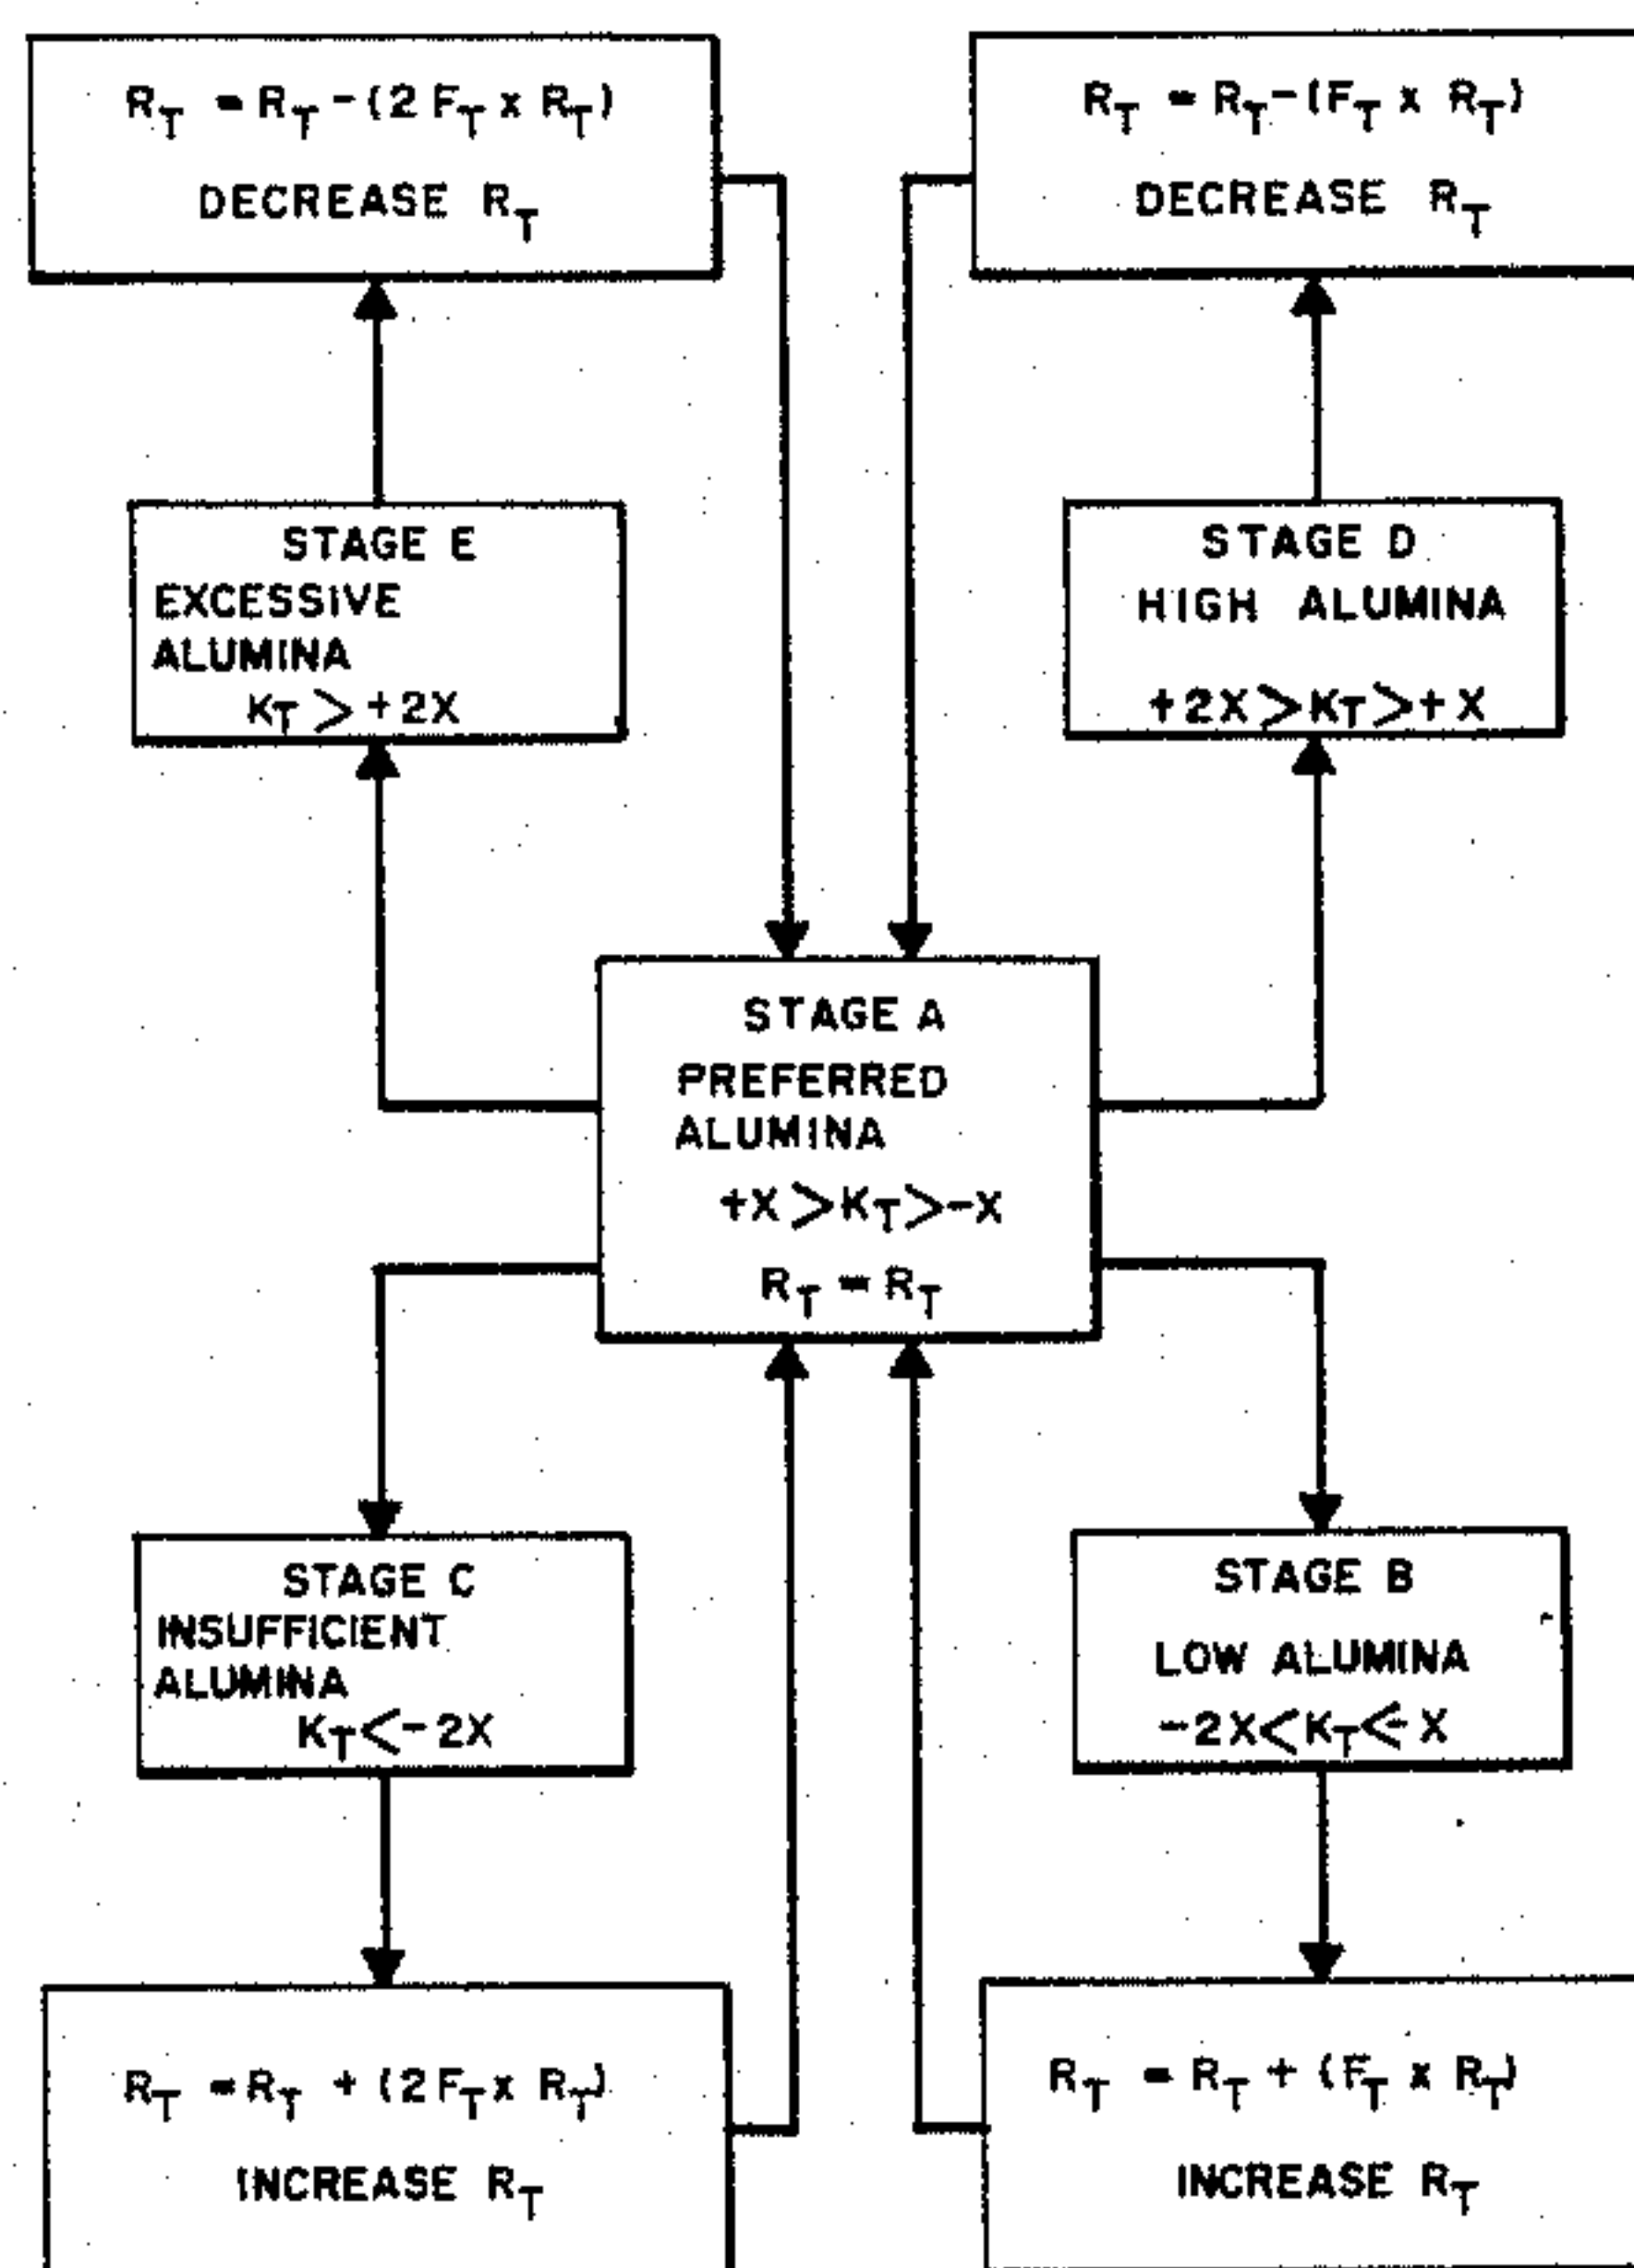 R_T = R_T - (2 F_T x R_T)
DECREASE R_T
R_T = R_T - (F_T x R_T)
DECREASE R_T
STAGE E
EXCESSIVE
ALUMINA
K_T > +2X
STAGE D
HIGH ALUMINA
+2X > K_T > +X
STAGE A
PREFERRED
ALUMINA
+X > K_T > -X
R_T = R_T
STAGE C
INSUFFICIENT
ALUMINA
K_T < -2X
STAGE B
LOW ALUMINA
-2X < K_T < -X
R_T = R_T + (2 F_T x R_T)
INCREASE R_T
R_T = R_T + (F_T x R_T)
INCREASE R_T